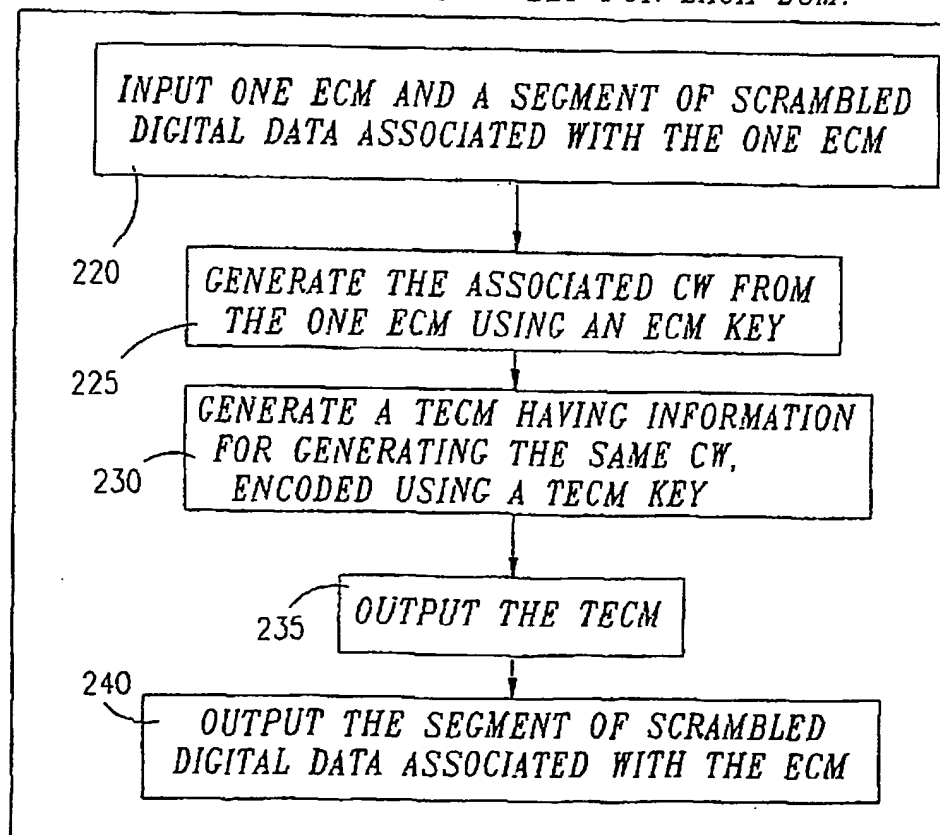 FOR EACH ECM:
INPUT ONE ECM AND A SEGMENT OF SCRAMBLED
DIGITAL DATA ASSOCIATED WITH THE ONE ECM
220
GENERATE THE ASSOCIATED CW FROM
THE ONE ECM USING AN ECM KEY
225
GENERATE A TECM HAVING INFORMATION
FOR GENERATING THE SAME CW,
ENCODED USING A TECM KEY
230
OUTPUT THE TECM
235
240
OUTPUT THE SEGMENT OF SCRAMBLED
DIGITAL DATA ASSOCIATED WITH THE ECM